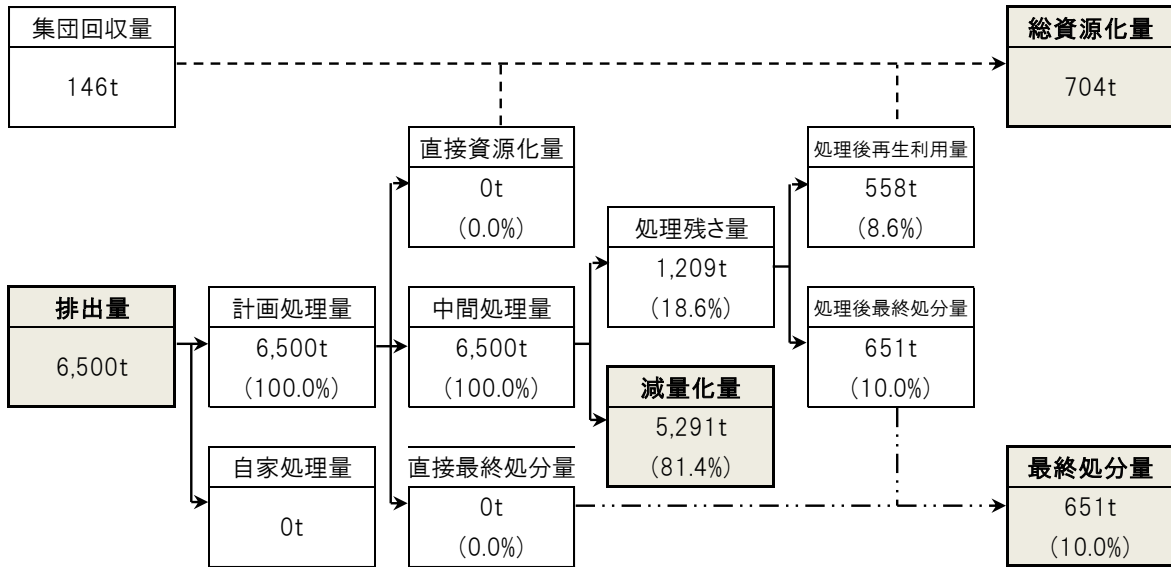 集団回収量
146t
総資源化量
704t
直接資源化量
0t
(0.0%)
処理後再生利用量
558t
(8.6%)
処理残さ量
1,209t
(18.6%)
排出量
6,500t
計画処理量
6,500t
(100.0%)
中間処理量
6,500t
(100.0%)
処理後最終処分量
651t
(10.0%)
減量化量
5,291t
(81.4%)
自家処理量
0t
直接最終処分量
0t
(0.0%)
最終処分量
651t
(10.0%)